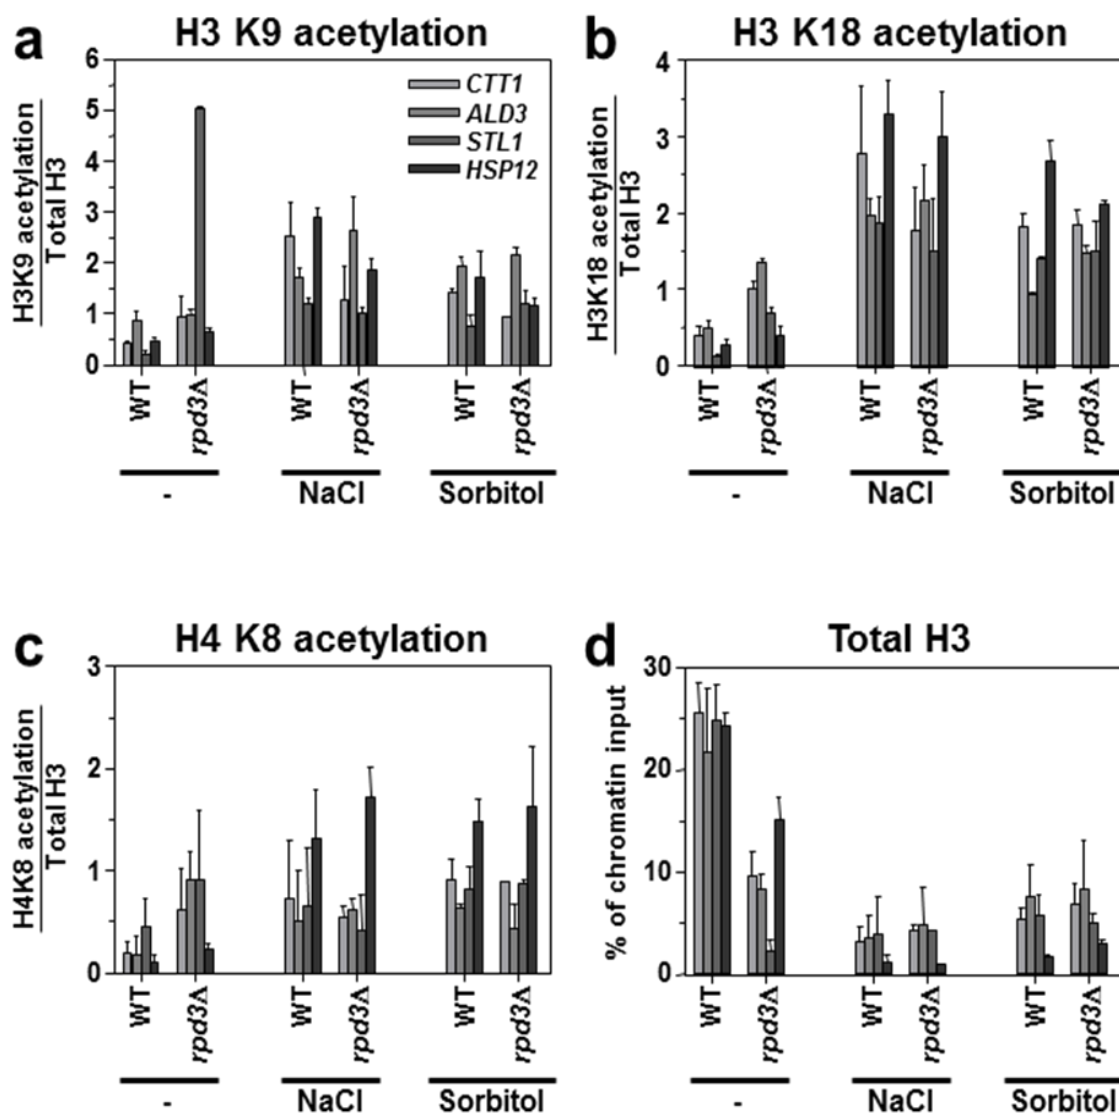 a
H3 K9 acetylation
H3K9 acetylation
Total H3
6
5
4
3
2
1
0
CTT1
ALD3
STL1
HSP12
WT
rpd3Δ
WT
rpd3Δ
WT
rpd3Δ
-
NaCl
Sorbitol
b
H3 K18 acetylation
H3K18 acetylation
Total H3
4
3
2
1
0
WT
rpd3Δ
WT
rpd3Δ
WT
rpd3Δ
-
NaCl
Sorbitol
c
H4 K8 acetylation
H4K8 acetylation
Total H3
3
2
1
0
WT
rpd3Δ
WT
rpd3Δ
WT
rpd3Δ
-
NaCl
Sorbitol
d
Total H3
% of chromatin input
30
20
10
0
WT
rpd3Δ
WT
rpd3Δ
WT
rpd3Δ
-
NaCl
Sorbitol